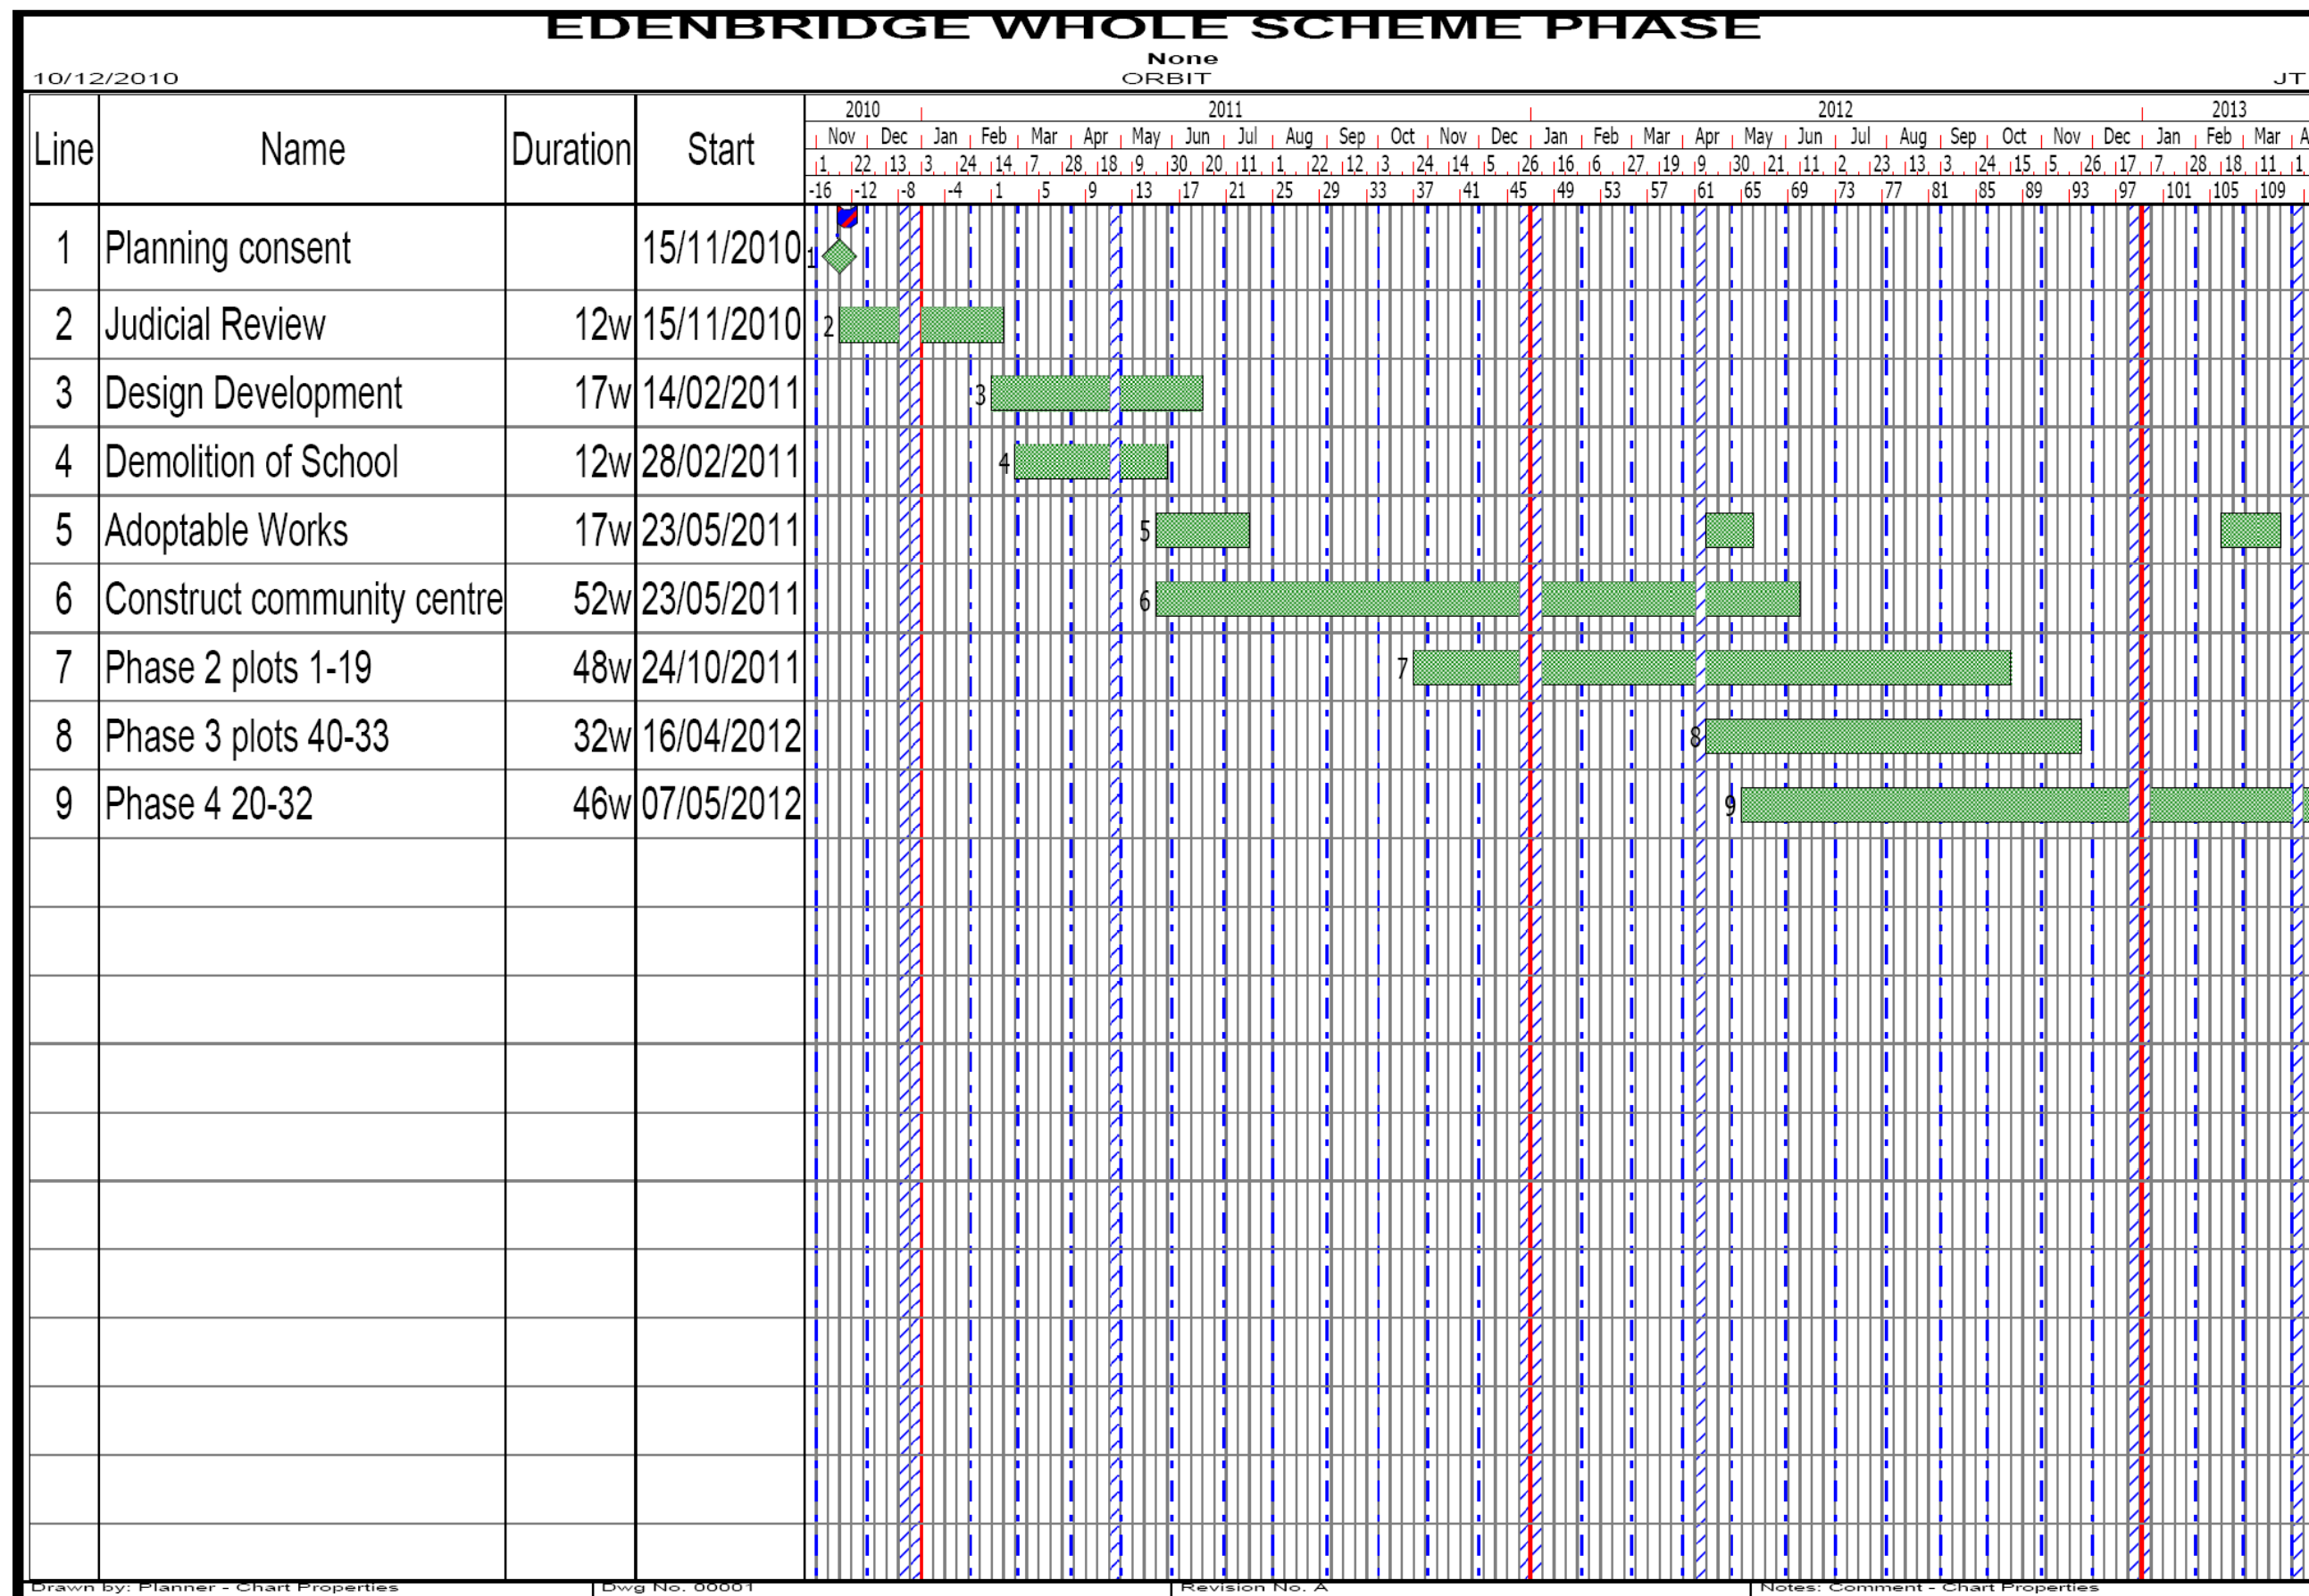 EDENBRIDGE WHOLE SCHEME PHASE
None
10/12/2010 ORBIT JT
Line Name Duration Start
2010 2011 2012 2013
Nov Dec Jan Feb Mar Apr May Jun Jul Aug Sep Oct Nov Dec Jan Feb Mar Apr May Jun Jul Aug Sep Oct Nov Dec Jan Feb Mar A
1 22 13 3 24 14 7 28 18 9 30 20 11 1 22 12 3 24 14 5 26 16 6 27 19 9 30 21 11 2 23 13 3 24 15 5 26 17 7 28 18 11 1
-16 -12 -8 -4 1 5 9 13 17 21 25 29 33 37 41 45 49 53 57 61 65 69 73 77 81 85 89 93 97 101 105 109
1 Planning consent 15/11/2010 1
2 Judicial Review 12w 15/11/2010 2
3 Design Development 17w 14/02/2011 3
4 Demolition of School 12w 28/02/2011 4
5 Adoptable Works 17w 23/05/2011 5
6 Construct community centre 52w 23/05/2011 6
7 Phase 2 plots 1-19 48w 24/10/2011 7
8 Phase 3 plots 40-33 32w 16/04/2012 8
9 Phase 4 20-32 46w 07/05/2012 9
Drawn by: Planner - Chart Properties Dwg No. 00001 Revision No. A Notes: Comment - Chart Properties